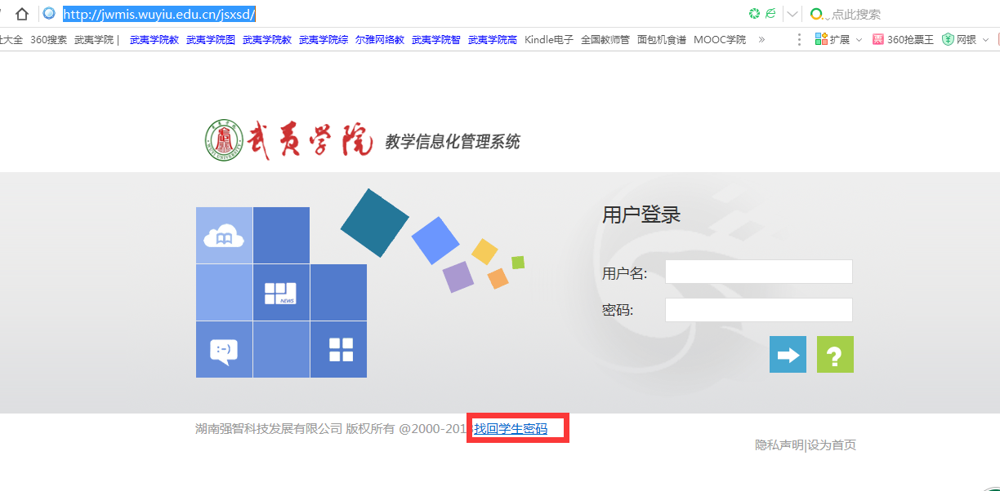 http://jwmis.wuyiu.edu.cn/jsxsd/ 点此搜索
址大全 360搜索 武夷学院 | 武夷学院教 武夷学院图 武夷学院教 武夷学院综 尔雅网络教 武夷学院智 武夷学院高 Kindle电子 全国教师管 面包机食谱 MOOC学院 » 扩展 票 360抢票王 网银
武夷学院 教学信息化管理系统
WUYI UNIVERSITY
用户登录
用户名:
NEWS
密码:
:-)
?
湖南强智科技发展有限公司 版权所有 @2000-201 找回学生密码
隐私声明|设为首页